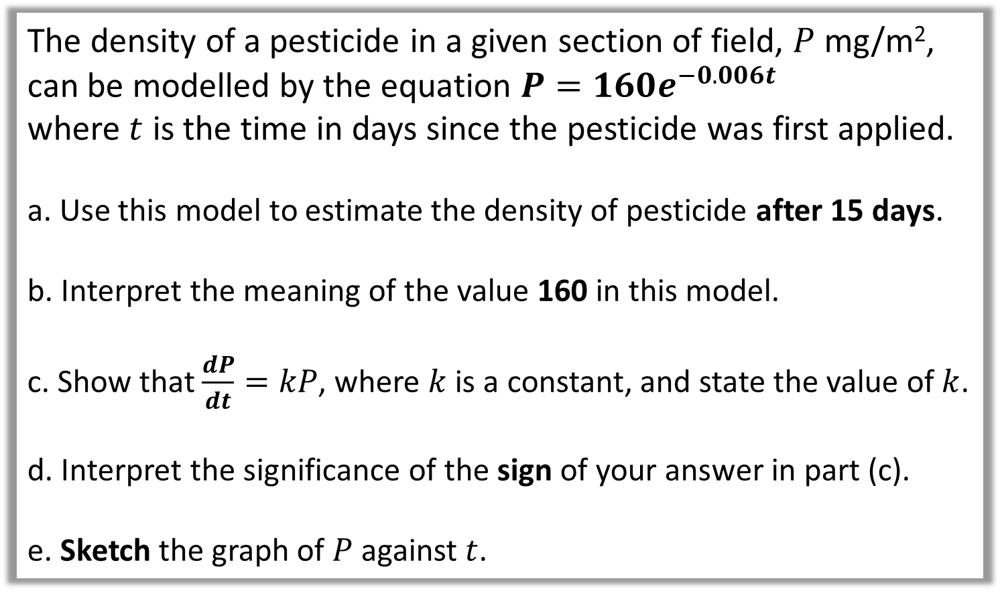 The density of a pesticide in a given section of field, P mg/m²,
can be modelled by the equation P = 160e^{−0.006t}
where t is the time in days since the pesticide was first applied.
a. Use this model to estimate the density of pesticide after 15 days.
b. Interpret the meaning of the value 160 in this model.
c. Show that dP/dt = kP, where k is a constant, and state the value of k.
d. Interpret the significance of the sign of your answer in part (c).
e. Sketch the graph of P against t.